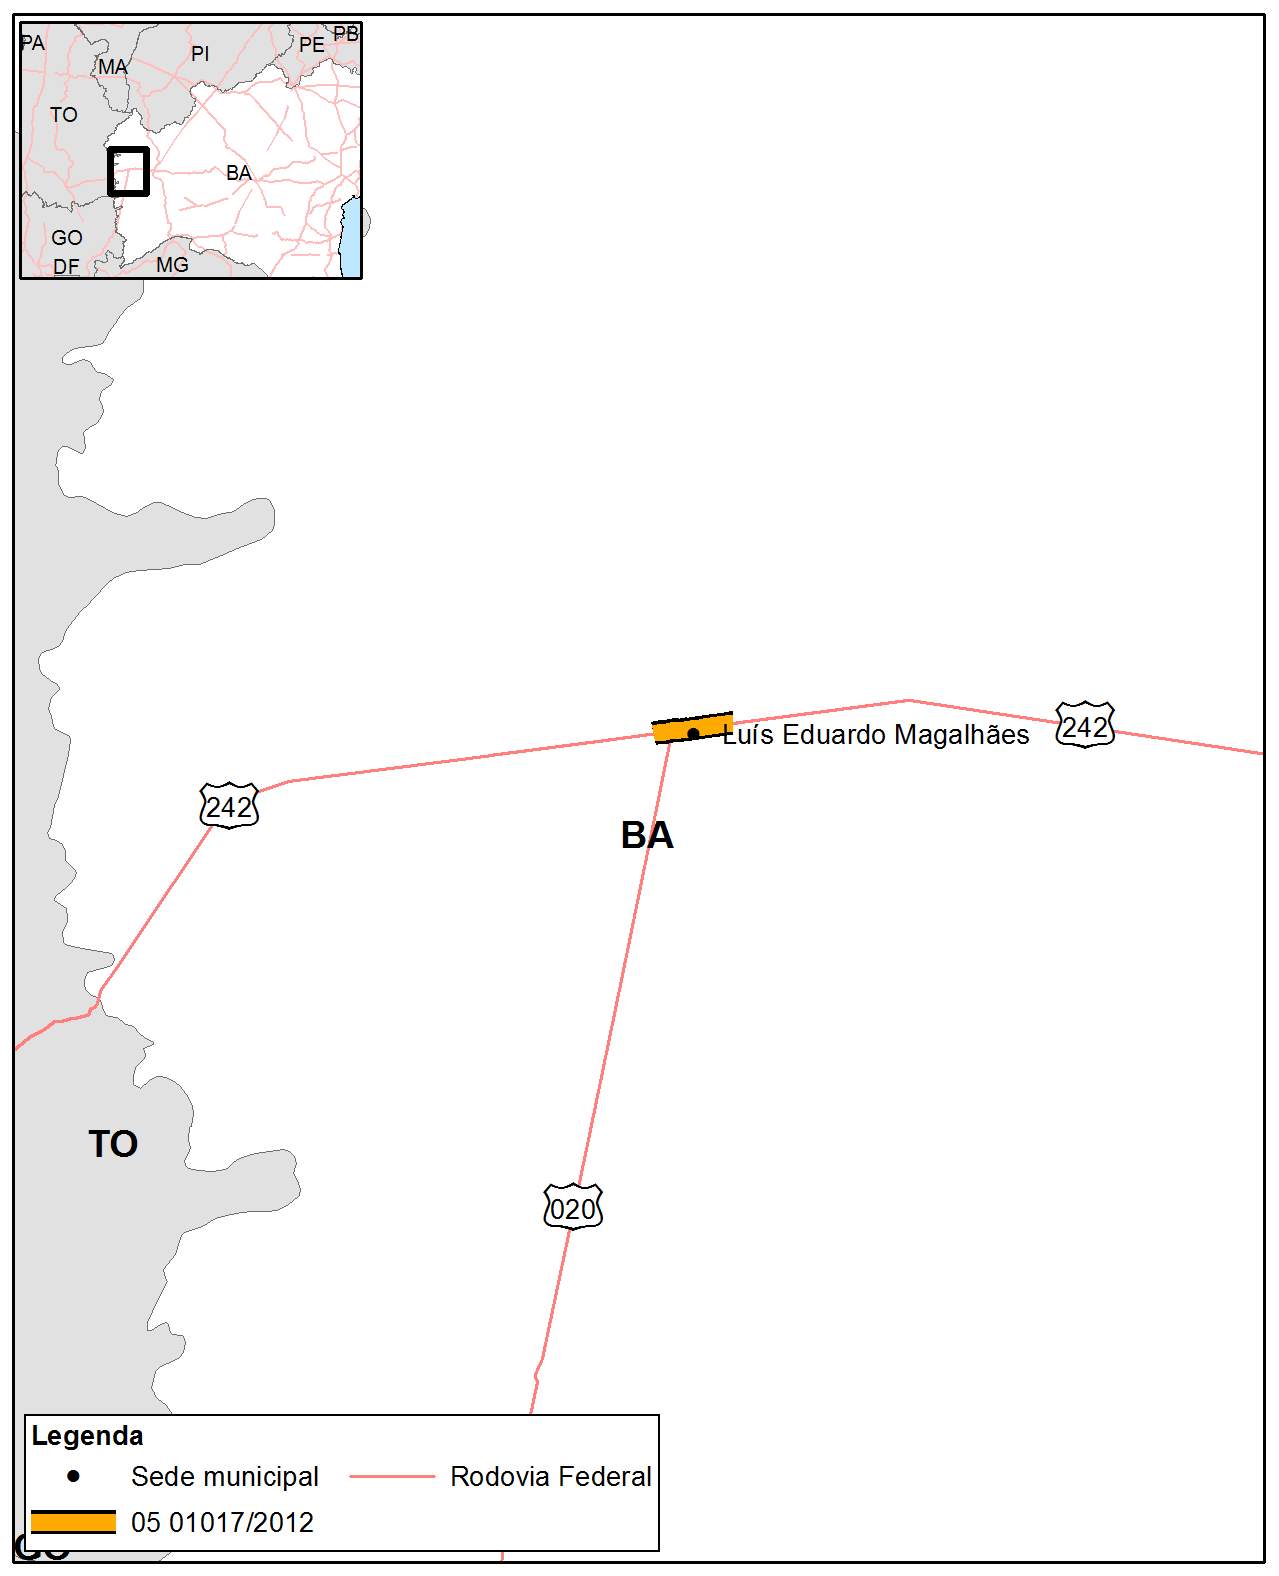 PA
PI
PE
PB
MA
TO
BA
GO
DF
MG
Luís Eduardo Magalhães
242
242
BA
TO
020
Legenda
Sede municipal
Rodovia Federal
05 01017/2012
GO